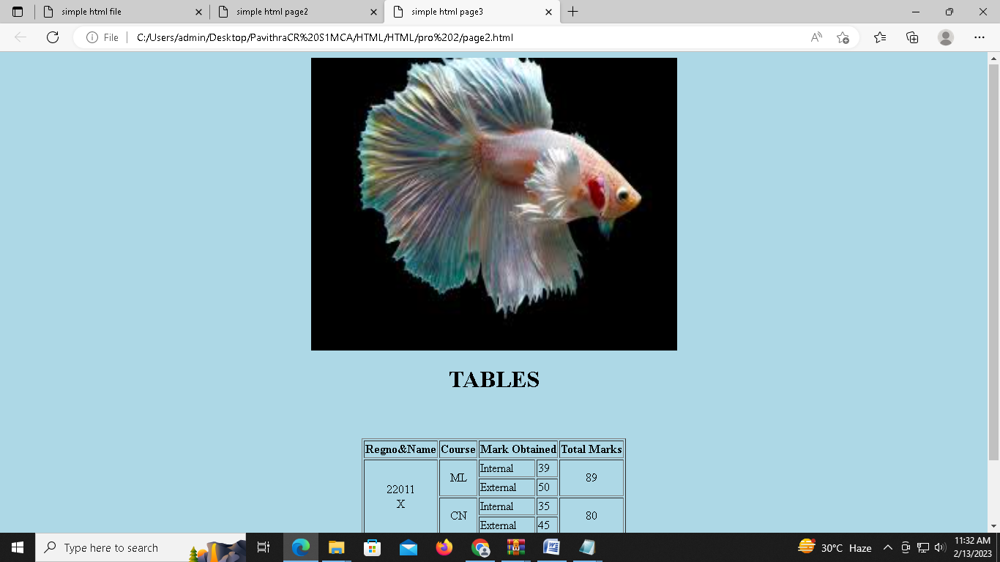 simple html file
simple html page2
simple html page3
File
C:/Users/admin/Desktop/PavithraCR%20S1MCA/HTML/HTML/pro%202/page2.html
TABLES
Regno&Name Course Mark Obtained Total Marks
22011
X
ML Internal 39 89
External 50
CN Internal 35 80
External 45
Type here to search
30°C Haze
11:32 AM
2/13/2023